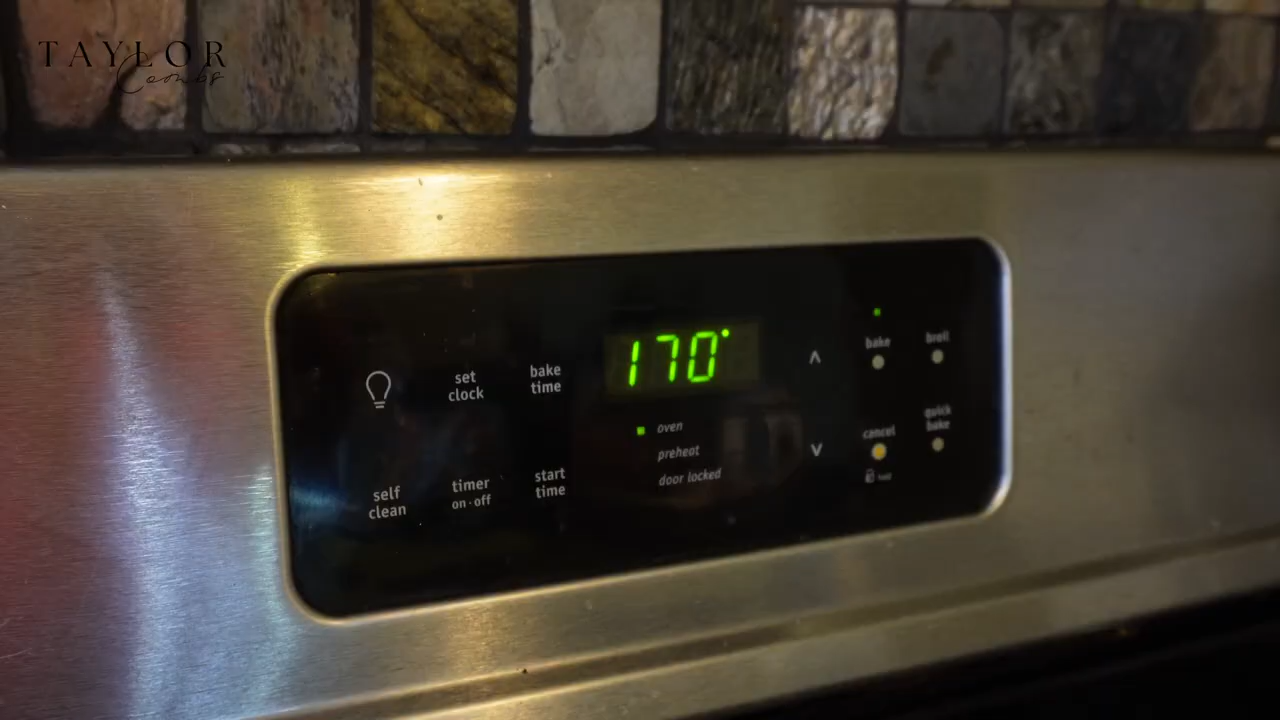 TAYLOR
Combs
170°
bake
broil
set
clock
bake
time
oven
preheat
door locked
cancel
quick
bake
self
clean
timer
on·off
start
time